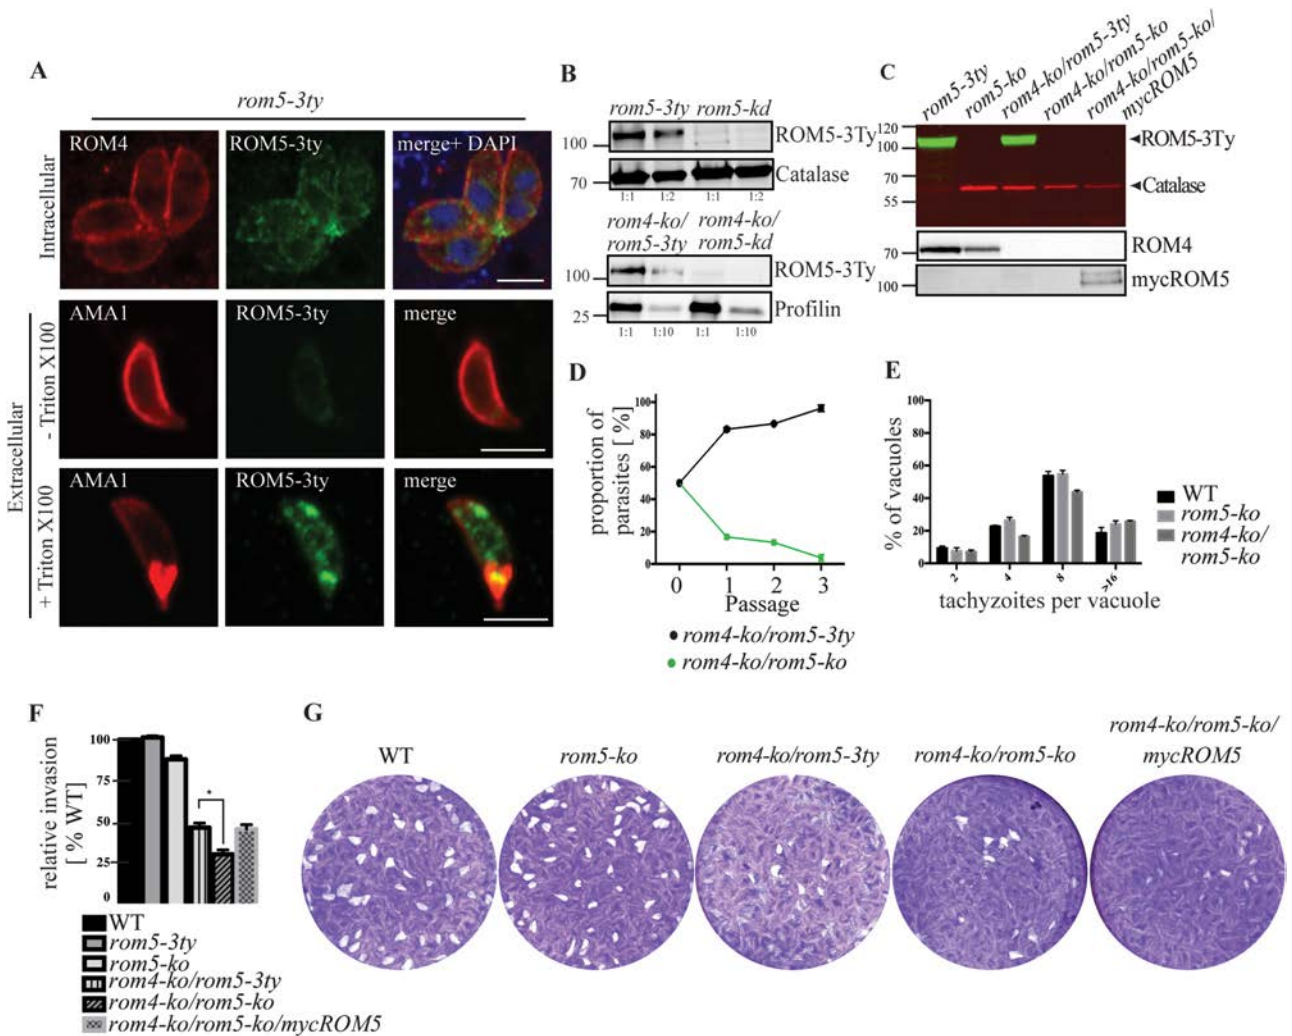 A
rom5-3ty
Intracellular
ROM4
ROM5-3ty
merge+ DAPI
Extracellular
- Triton X100
AMA1
ROM5-3ty
merge
+ Triton X100
AMA1
ROM5-3ty
merge
B
rom5-3ty rom5-kd
100
ROM5-3Ty
70
Catalase
1:1 1:2 1:1 1:2
rom4-ko/ rom4-ko/
rom5-3ty rom5-kd
100
ROM5-3Ty
25
Profilin
1:1 1:10 1:1 1:10
C
rom5-3ty
rom5-ko
rom4-ko/rom5-3ty
rom4-ko/rom5-ko
rom4-ko/rom5-ko/
mycROM5
120
100
70
55
ROM5-3Ty
Catalase
70
ROM4
100
mycROM5
D
proportion of
parasites [ %]
100
80
60
40
20
0
0 1 2 3
Passage
rom4-ko/rom5-3ty
rom4-ko/rom5-ko
E
% of vacuoles
100
80
60
40
20
0
2 4 8 >16
tachyzoites per vacuole
WT
rom5-ko
rom4-ko/
rom5-ko
F
relative invasion
[ % WT]
100
75
50
25
0
*
WT
rom5-3ty
rom5-ko
rom4-ko/rom5-3ty
rom4-ko/rom5-ko
rom4-ko/rom5-ko/mycROM5
G
WT
rom5-ko
rom4-ko/rom5-3ty
rom4-ko/rom5-ko
rom4-ko/rom5-ko/
mycROM5